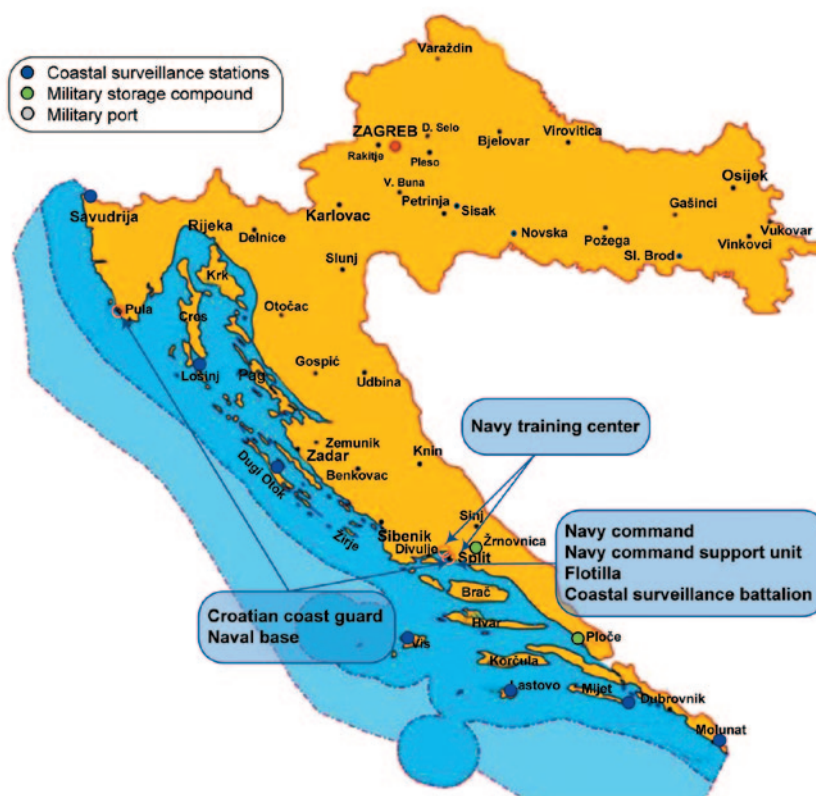 Coastal surveillance stations
Military storage compound
Military port
Varaždin
ZAGREB
D. Selo
Rakitje
Pleso
Bjelovar
Virovitica
V. Buna
Petrinja
Sisak
Karlovac
Osijek
Gašinci
Vukovar
Vinkovci
Novska
Požega
Sl. Brod
Savudrija
Rijeka
Delnice
Krk
Slunj
Pula
Cros
Otočac
Lošinj
Pag
Gospić
Udbina
Navy training center
Zemunik
Zadar
Benkovac
Knin
Dugi Otok
Žirje
Šibenik
Sinj
Divulje
Split
Žrnovnica
Navy command
Navy command support unit
Flotilla
Coastal surveillance battalion
Croatian coast guard
Naval base
Brač
Hvar
Vis
Ploče
Korčula
Lastovo
Mljet
Dubrovnik
Molunat